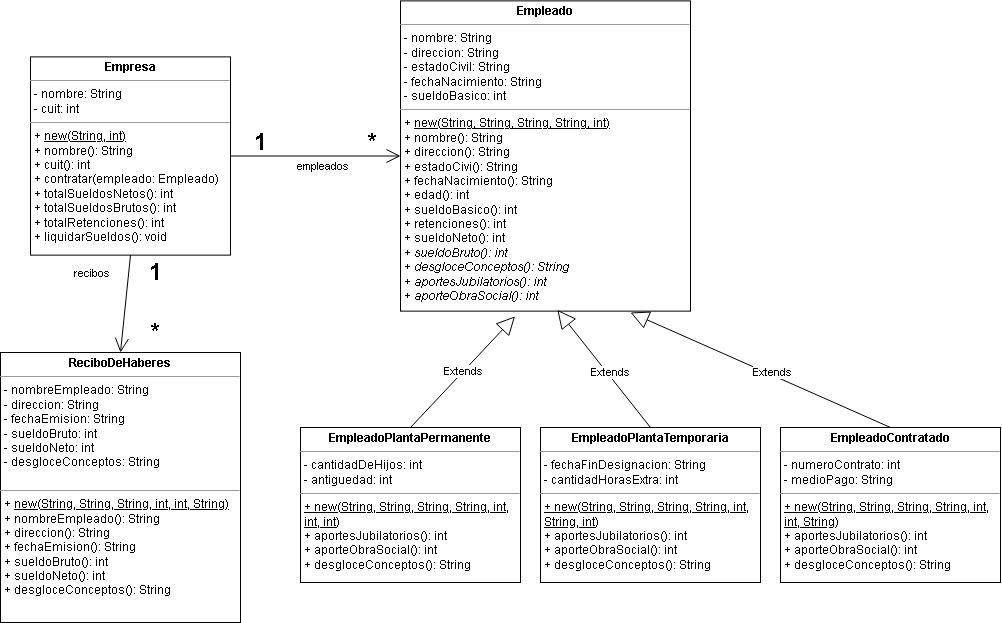 Empresa
- nombre: String
- cuit: int
+ new(String, int)
+ nombre(): String
+ cuit(): int
+ contratar(empleado: Empleado)
+ totalSueldosNetos(): int
+ totalSueldosBrutos(): int
+ totalRetenciones(): int
+ liquidarSueldos(): void
1
*
empleados
Empleado
- nombre: String
- direccion: String
- estadoCivil: String
- fechaNacimiento: String
- sueldoBasico: int
+ new(String, String, String, String, int)
+ nombre(): String
+ direccion(): String
+ estadoCivi(): String
+ fechaNacimiento(): String
+ edad(): int
+ sueldoBasico(): int
+ retenciones(): int
+ sueldoNeto(): int
+ sueldoBruto(): int
+ desgloceConceptos(): String
+ aportesJubilatorios(): int
+ aporteObraSocial(): int
recibos
1
*
ReciboDeHaberes
- nombreEmpleado: String
- direccion: String
- fechaEmision: String
- sueldoBruto: int
- sueldoNeto: int
- desgloceConceptos: String
+ new(String, String, String, int, int, String)
+ nombreEmpleado(): String
+ direccion(): String
+ fechaEmision(): String
+ sueldoBruto(): int
+ sueldoNeto(): int
+ desgloceConceptos(): String
Extends
Extends
Extends
EmpleadoPlantaPermanente
- cantidadDeHijos: int
- antiguedad: int
+ new(String, String, String, String, int,
int, int)
+ aportesJubilatorios(): int
+ aporteObraSocial(): int
+ desgloceConceptos(): String
EmpleadoPlantaTemporaria
- fechaFinDesignacion: String
- cantidadHorasExtra: int
+ new(String, String, String, String, int,
String, int)
+ aportesJubilatorios(): int
+ aporteObraSocial(): int
+ desgloceConceptos(): String
EmpleadoContratado
- numeroContrato: int
- medioPago: String
+ new(String, String, String, String, int,
int, String)
+ aportesJubilatorios(): int
+ aporteObraSocial(): int
+ desgloceConceptos(): String